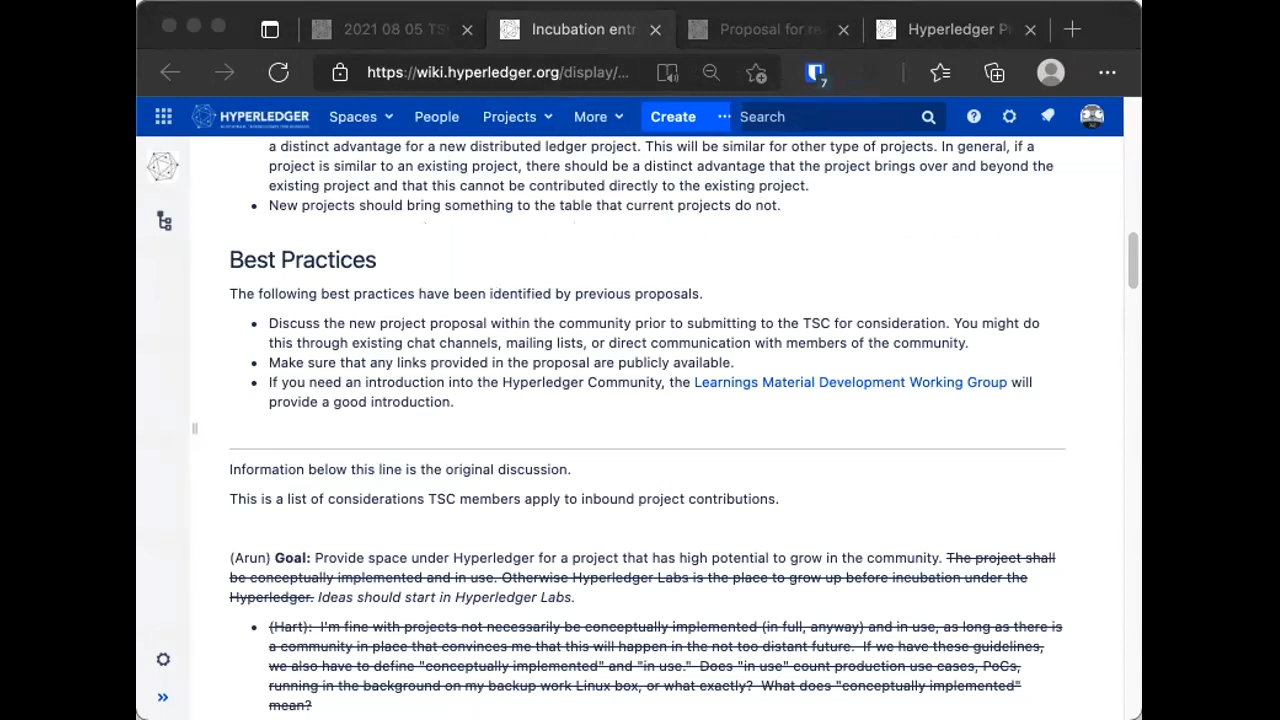 2021 08 05 TS
Incubation entr
Proposal for re
Hyperledger P
https://wiki.hyperledger.org/display/...
7
HYPERLEDGER
Spaces
People
Projects
More
Create
Search
a distinct advantage for a new distributed ledger project. This will be similar for other type of projects. In general, if a
project is similar to an existing project, there should be a distinct advantage that the project brings over and beyond the
existing project and that this cannot be contributed directly to the existing project.
• New projects should bring something to the table that current projects do not.
Best Practices
The following best practices have been identified by previous proposals.
• Discuss the new project proposal within the community prior to submitting to the TSC for consideration. You might do
this through existing chat channels, mailing lists, or direct communication with members of the community.
• Make sure that any links provided in the proposal are publicly available.
• If you need an introduction into the Hyperledger Community, the Learnings Material Development Working Group will
provide a good introduction.
Information below this line is the original discussion.
This is a list of considerations TSC members apply to inbound project contributions.
(Arun) Goal: Provide space under Hyperledger for a project that has high potential to grow in the community. The project shall
be conceptually implemented and in use. Otherwise Hyperledger Labs is the place to grow up before incubation under the
Hyperledger. Ideas should start in Hyperledger Labs.
• (Hart): I'm fine with projects not necessarily be conceptually implemented (in full, anyway) and in use, as long as there is
a community in place that convinces me that this will happen in the not too distant future. If we have these guidelines,
we also have to define "conceptually implemented" and "in use." Does "in use" count production use cases, PoCs,
running in the background on my backup work Linux box, or what exactly? What does "conceptually implemented"
mean?